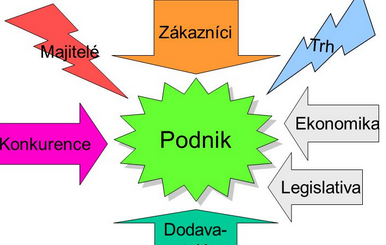 Zákazníci
Majitelé
Trh
Ekonomika
Konkurence
Podnik
Legislativa
Dodava-